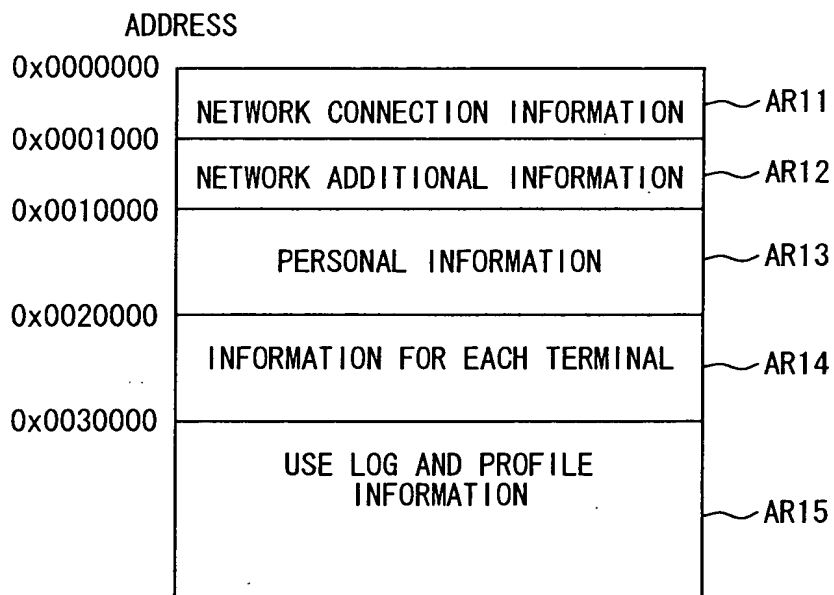 ADDRESS
0x0000000
NETWORK CONNECTION INFORMATION
AR11
0x0001000
NETWORK ADDITIONAL INFORMATION
AR12
0x0010000
PERSONAL INFORMATION
AR13
0x0020000
INFORMATION FOR EACH TERMINAL
AR14
0x0030000
USE LOG AND PROFILE
INFORMATION
AR15